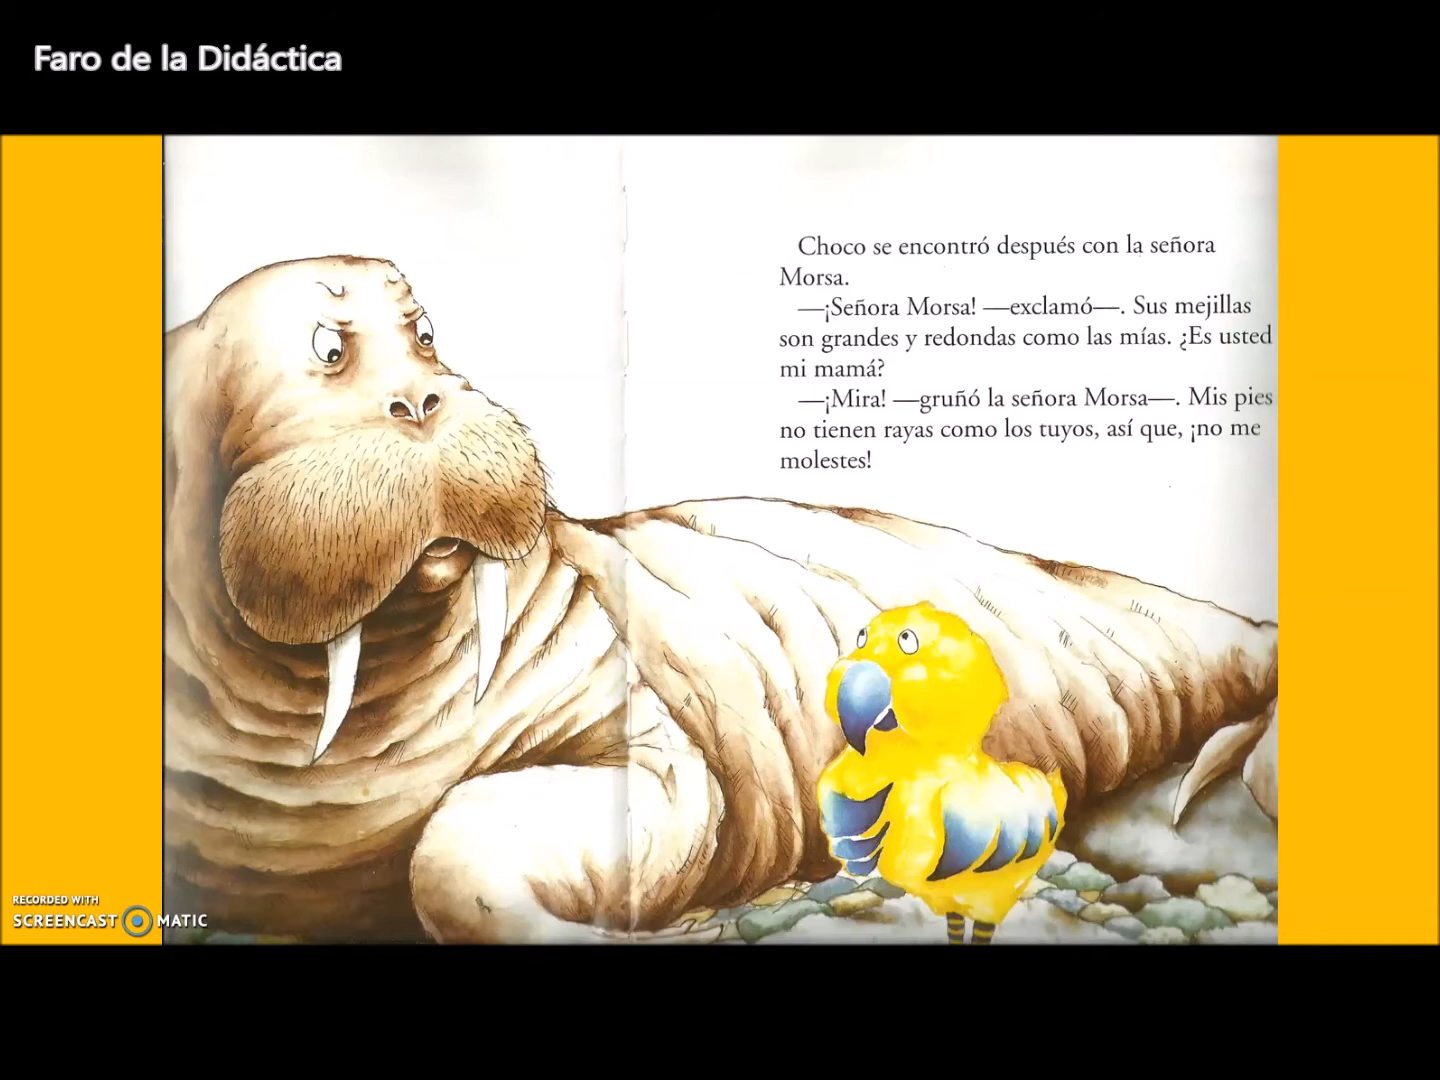 Faro de la Didáctica
Choco se encontró después con la señora
Morsa.
—¡Señora Morsa! —exclamó—. Sus mejillas
son grandes y redondas como las mías. ¿Es usted
mi mamá?
—¡Mira! —gruñó la señora Morsa—. Mis pies
no tienen rayas como los tuyos, así que, ¡no me
molestes!
RECORDED WITH
SCREENCAST MATIC